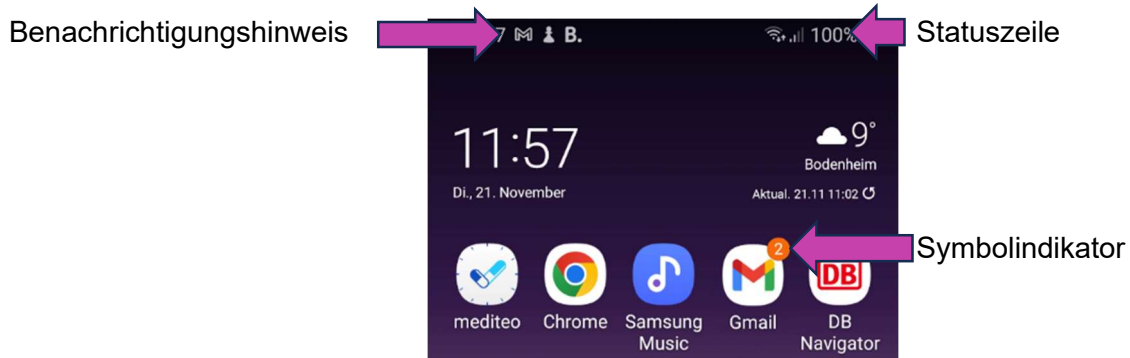 Benachrichtigungshinweis
7 B. 100%
Statuszeile
11:57
9°
Bodenheim
Di., 21. November
Aktual. 21.11 11:02
2
Symbolindikator
DB
mediteo
Chrome
Samsung Music
Gmail
DB Navigator